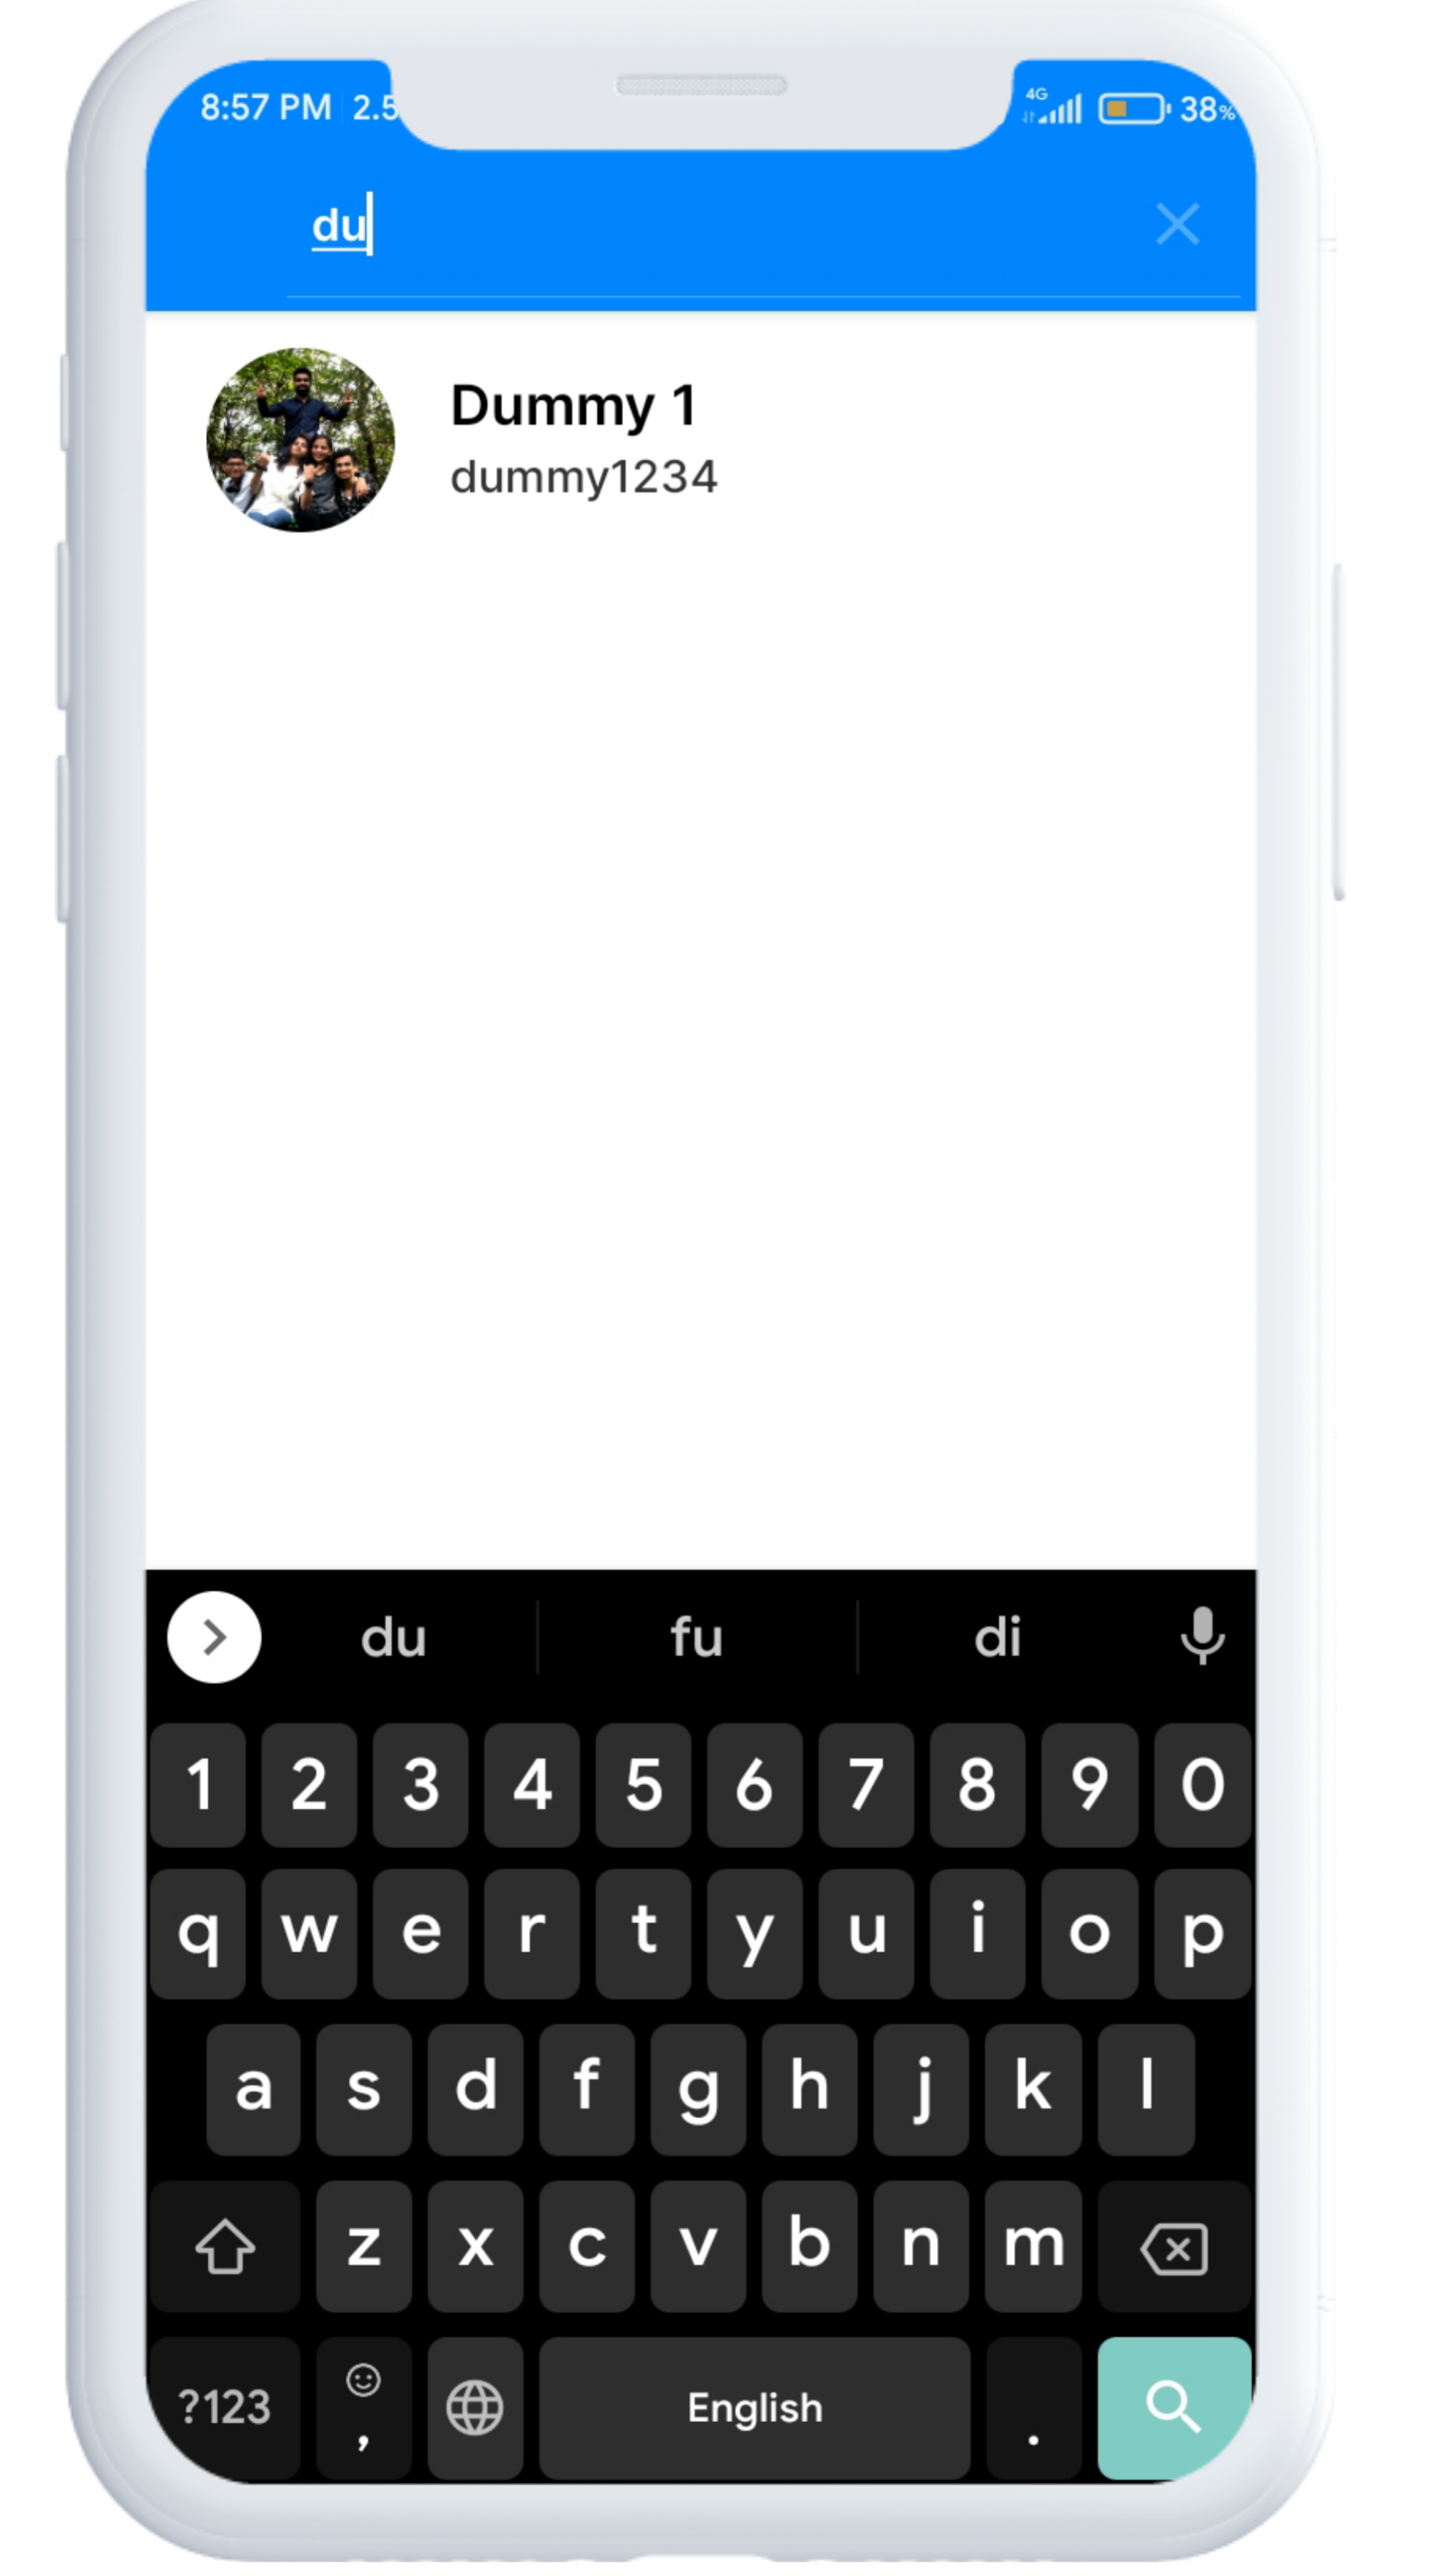 8:57 PM 2.5 4G 38%
du
Dummy 1
dummy1234
du fu di
1 2 3 4 5 6 7 8 9 0
q w e r t y u i o p
a s d f g h j k l
z x c v b n m
?123 , English .